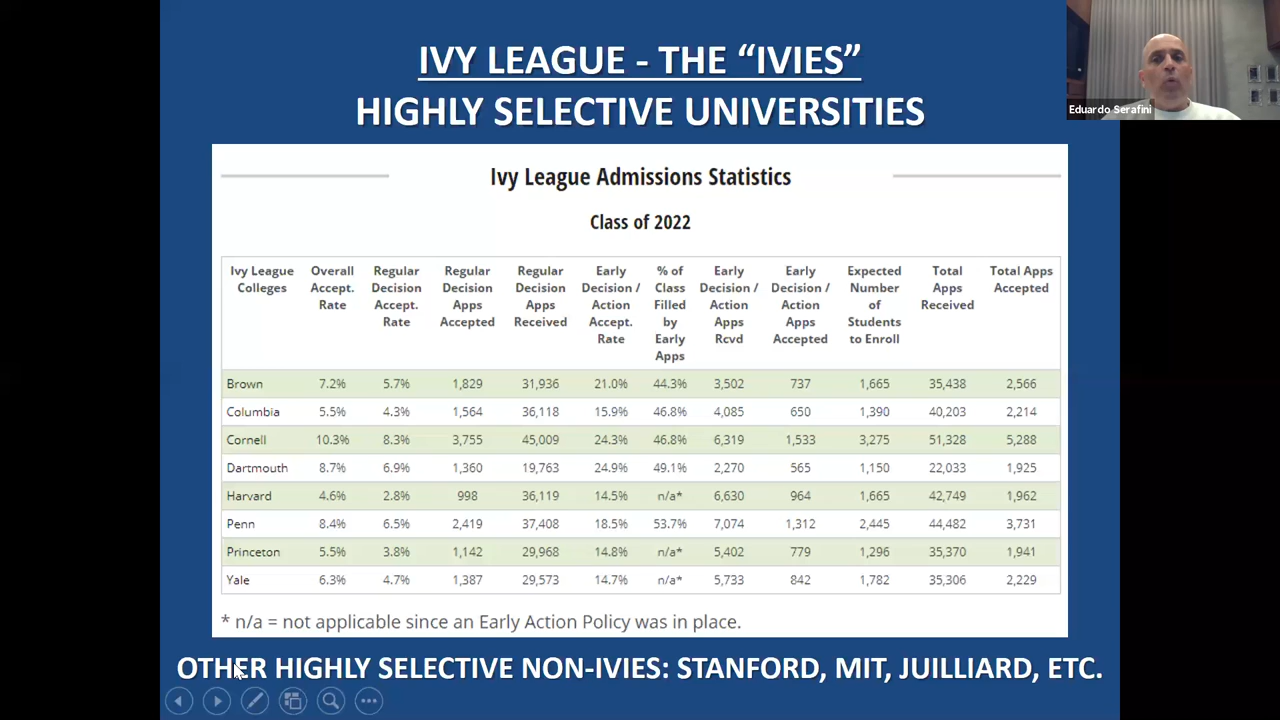 IVY LEAGUE - THE “IVIES”
HIGHLY SELECTIVE UNIVERSITIES
Eduardo Serafini
Ivy League Admissions Statistics
Class of 2022
Ivy League Colleges Overall Accept. Rate Regular Decision Accept. Rate Regular Decision Apps Accepted Regular Decision Apps Received Early Decision / Action Accept. Rate % of Class Filled by Early Apps Early Decision / Action Apps Rcvd Early Decision / Action Apps Accepted Expected Number of Students to Enroll Total Apps Received Total Apps Accepted
Brown 7.2% 5.7% 1,829 31,936 21.0% 44.3% 3,502 737 1,665 35,438 2,566
Columbia 5.5% 4.3% 1,564 36,118 15.9% 46.8% 4,085 650 1,390 40,203 2,214
Cornell 10.3% 8.3% 3,755 45,009 24.3% 46.8% 6,319 1,533 3,275 51,328 5,288
Dartmouth 8.7% 6.9% 1,360 19,763 24.9% 49.1% 2,270 565 1,150 22,033 1,925
Harvard 4.6% 2.8% 998 36,119 14.5% n/a* 6,630 964 1,665 42,749 1,962
Penn 8.4% 6.5% 2,419 37,408 18.5% 53.7% 7,074 1,312 2,445 44,482 3,731
Princeton 5.5% 3.8% 1,142 29,968 14.8% n/a* 5,402 779 1,296 35,370 1,941
Yale 6.3% 4.7% 1,387 29,573 14.7% n/a* 5,733 842 1,782 35,306 2,229
* n/a = not applicable since an Early Action Policy was in place.
OTHER HIGHLY SELECTIVE NON-IVIES: STANFORD, MIT, JUILLIARD, ETC.